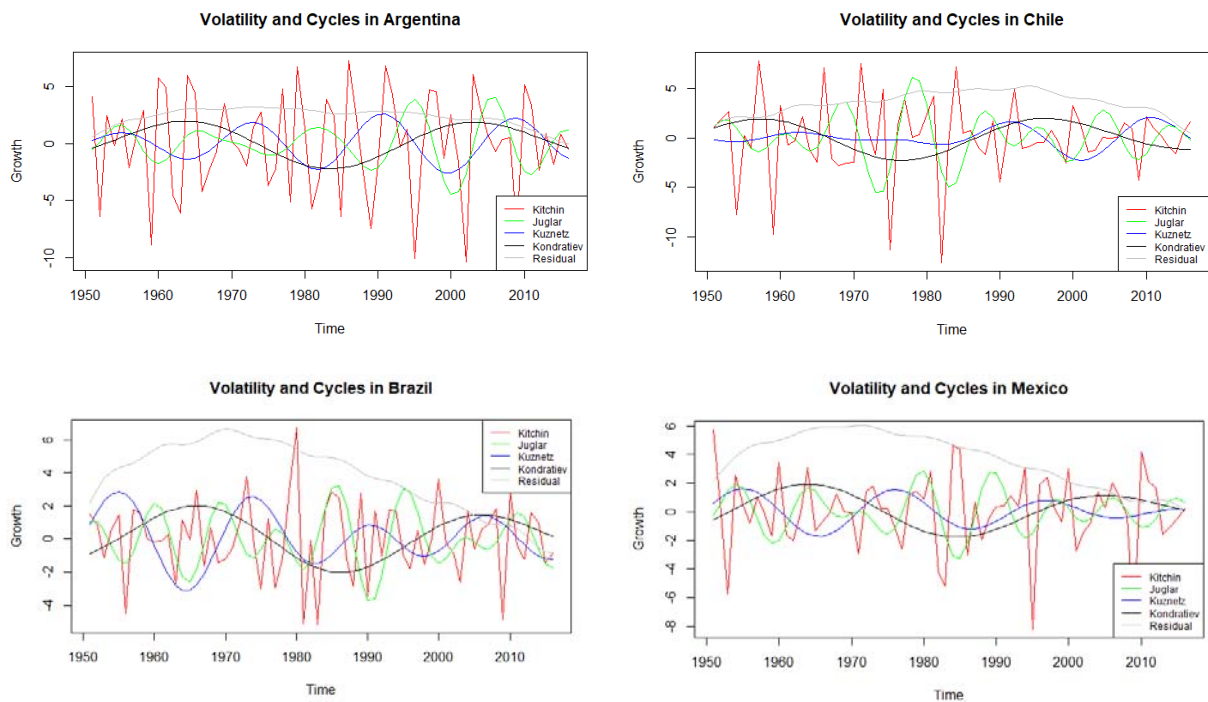 Volatility and Cycles in Argentina
Growth
5
0
-5
-10
1950 1960 1970 1980 1990 2000 2010
Time
Kitchin
Juglar
Kuznetz
Kondratiev
Residual
Volatility and Cycles in Chile
Growth
5
0
-5
-10
1950 1960 1970 1980 1990 2000 2010
Time
Kitchin
Juglar
Kuznetz
Kondratiev
Residual
Volatility and Cycles in Brazil
Growth
6
4
2
0
-2
-4
1950 1960 1970 1980 1990 2000 2010
Time
Kitchin
Juglar
Kuznetz
Kondratiev
Residual
Volatility and Cycles in Mexico
Growth
6
4
2
0
-2
-4
-6
-8
1950 1960 1970 1980 1990 2000 2010
Time
Kitchin
Juglar
Kuznetz
Kondratiev
Residual